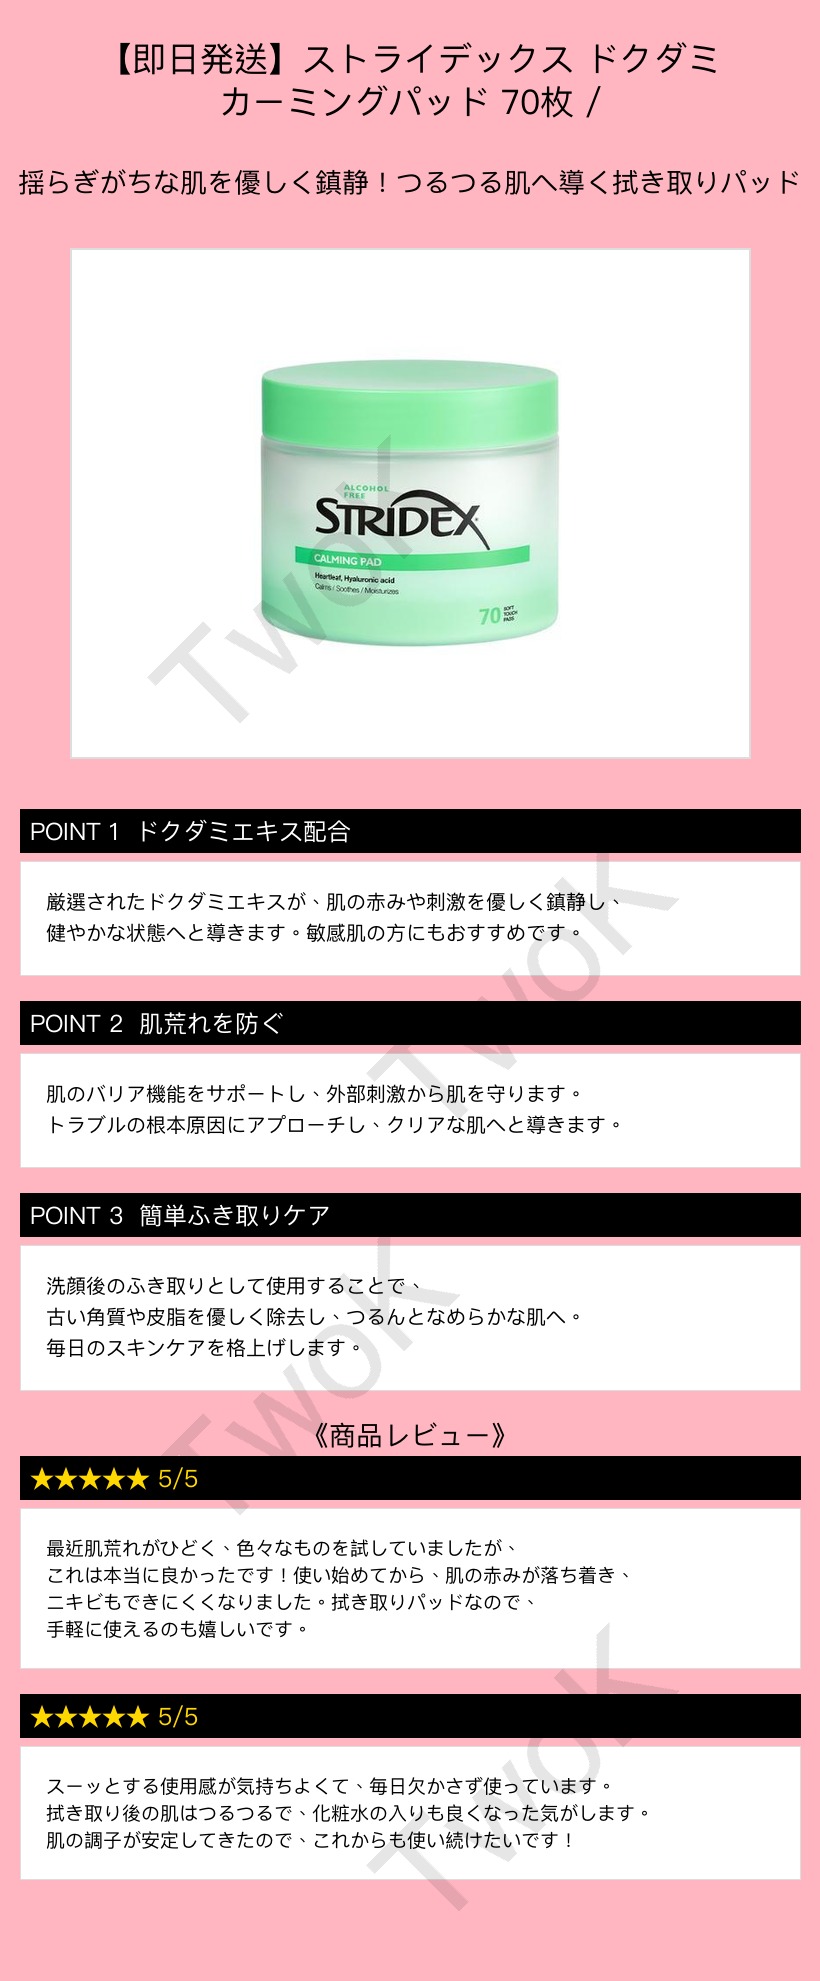 【即日発送】ストライデックス ドクダミ
カーミングパッド 70枚 /
揺らぎがちな肌を優しく鎮静！つるつる肌へ導く拭き取りパッド
ALCOHOL
FREE
STRIDEX
CALMING PAD
Heartleaf, Hyaluronic acid
Calms / Soothes / Moisturizes
70 SOFT
TOUCH
PADS
TwoK
POINT 1 ドクダミエキス配合
厳選されたドクダミエキスが、肌の赤みや刺激を優しく鎮静し、
健やかな状態へと導きます。敏感肌の方にもおすすめです。
TwoK
POINT 2 肌荒れを防ぐ
肌のバリア機能をサポートし、外部刺激から肌を守ります。
トラブルの根本原因にアプローチし、クリアな肌へと導きます。
POINT 3 簡単ふき取りケア
洗顔後のふき取りとして使用することで、
古い角質や皮脂を優しく除去し、つるんとなめらかな肌へ。
毎日のスキンケアを格上げします。
TwoK
《商品レビュー》
★★★★★ 5/5
最近肌荒れがひどく、色々なものを試していましたが、
これは本当に良かったです！使い始めてから、肌の赤みが落ち着き、
ニキビもできにくくなりました。拭き取りパッドなので、
手軽に使えるのも嬉しいです。
★★★★★ 5/5
スーッとする使用感が気持ちよくて、毎日欠かさず使っています。
拭き取り後の肌はつるつるで、化粧水の入りも良くなった気がします。
肌の調子が安定してきたので、これからも使い続けたいです！
TwoK